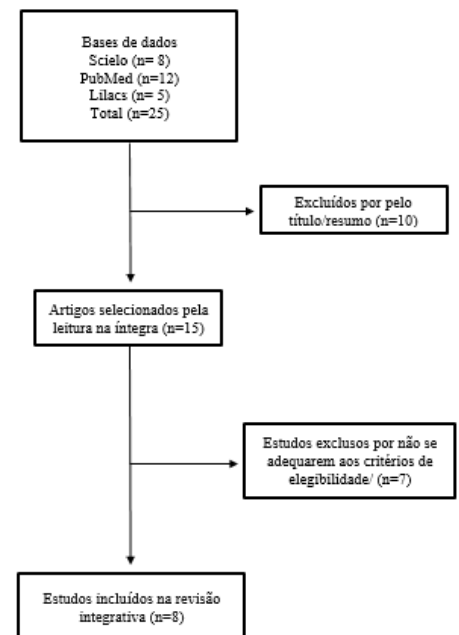 Bases de dados
Scielo (n= 8)
PubMed (n=12)
Lilacs (n= 5)
Total (n=25)
Excluídos por pelo
título/resumo (n=10)
Artigos selecionados pela
leitura na íntegra (n=15)
Estudos exclusos por não se
adequarem aos critérios de
elegibilidade/ (n=7)
Estudos incluídos na revisão
integrativa (n=8)